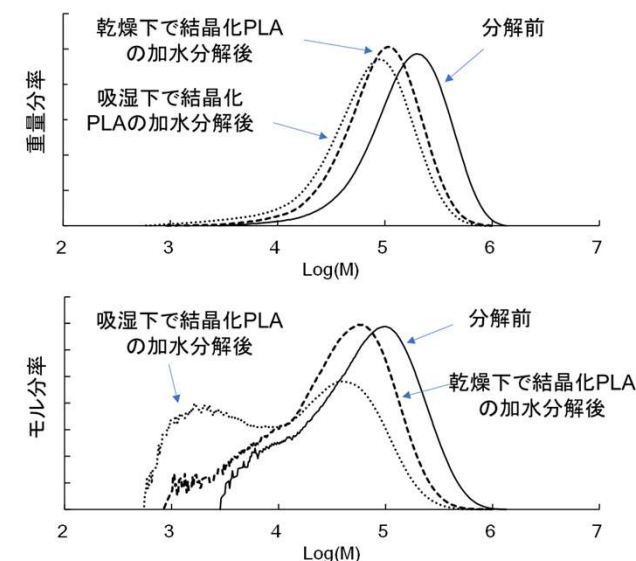 乾燥下で結晶化PLA
の加水分解後
分解前
吸湿下で結晶化
PLAの加水分解後
重量分率
2 3 4 5 6 7
Log(M)
吸湿下で結晶化PLA
の加水分解後
分解前
乾燥下で結晶化PLA
の加水分解後
モル分率
2 3 4 5 6 7
Log(M)